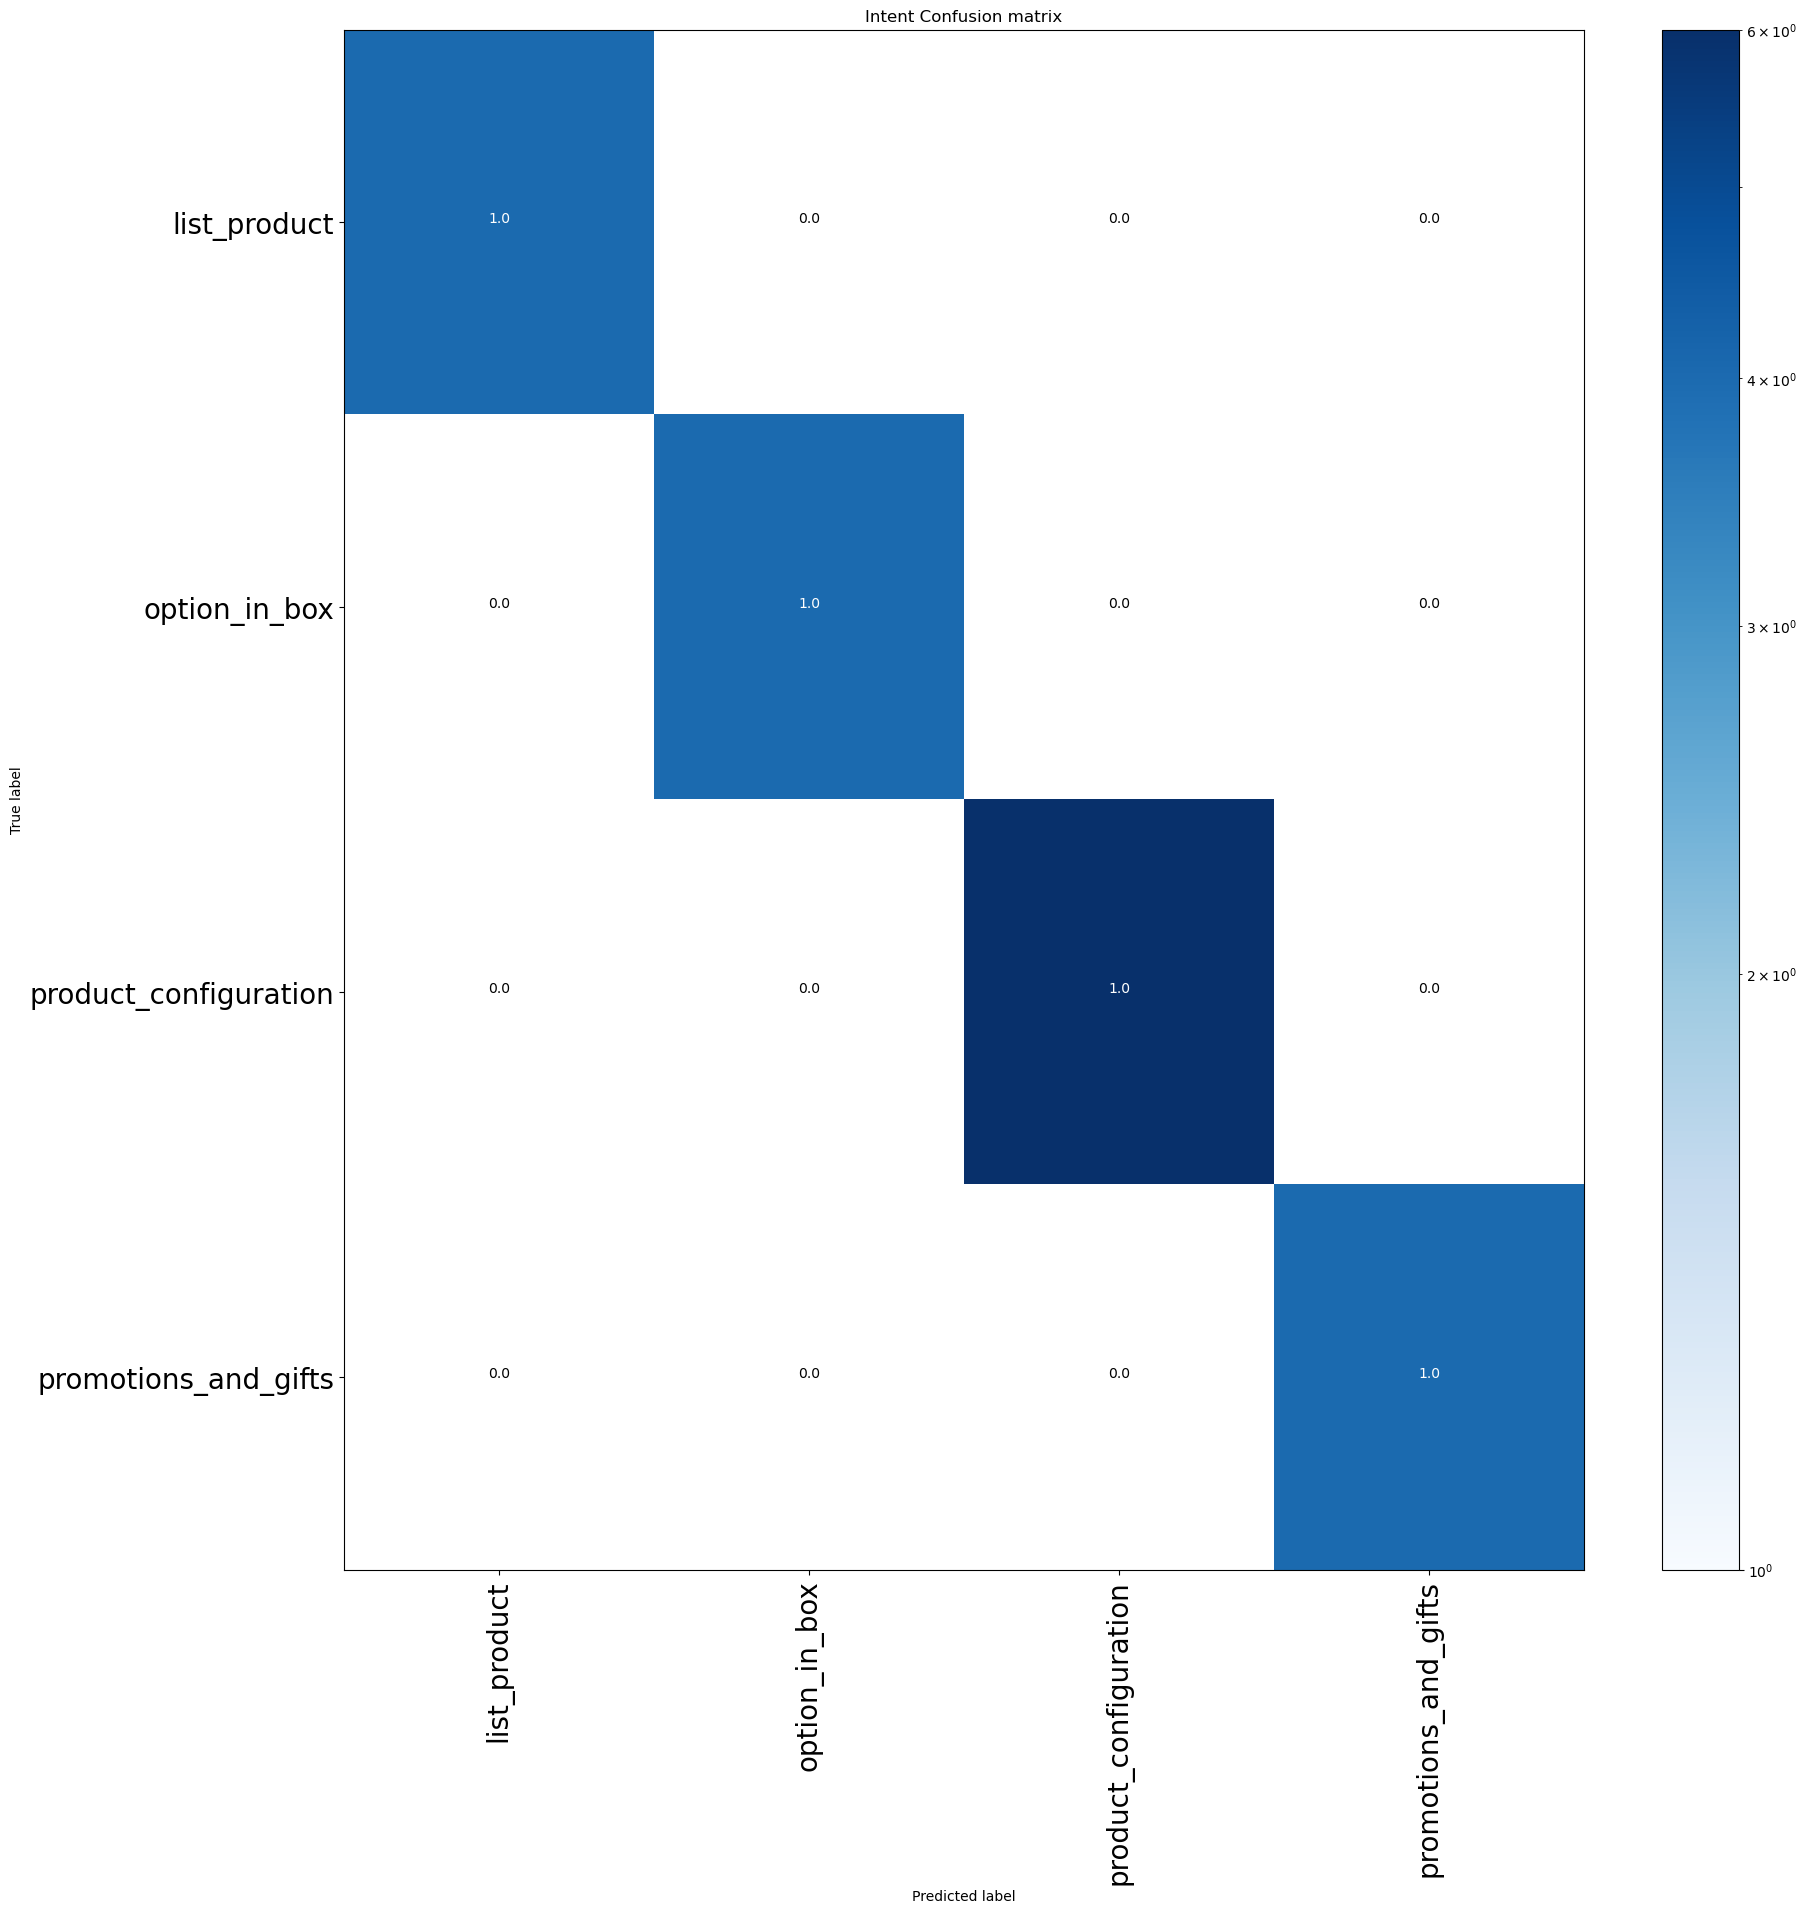 Intent Confusion matrix
True label
list_product
option_in_box
product_configuration
promotions_and_gifts
1.0 0.0 0.0 0.0
0.0 1.0 0.0 0.0
0.0 0.0 1.0 0.0
0.0 0.0 0.0 1.0
6 × 10⁰
4 × 10⁰
3 × 10⁰
2 × 10⁰
10⁰
list_product
option_in_box
product_configuration
promotions_and_gifts
Predicted label